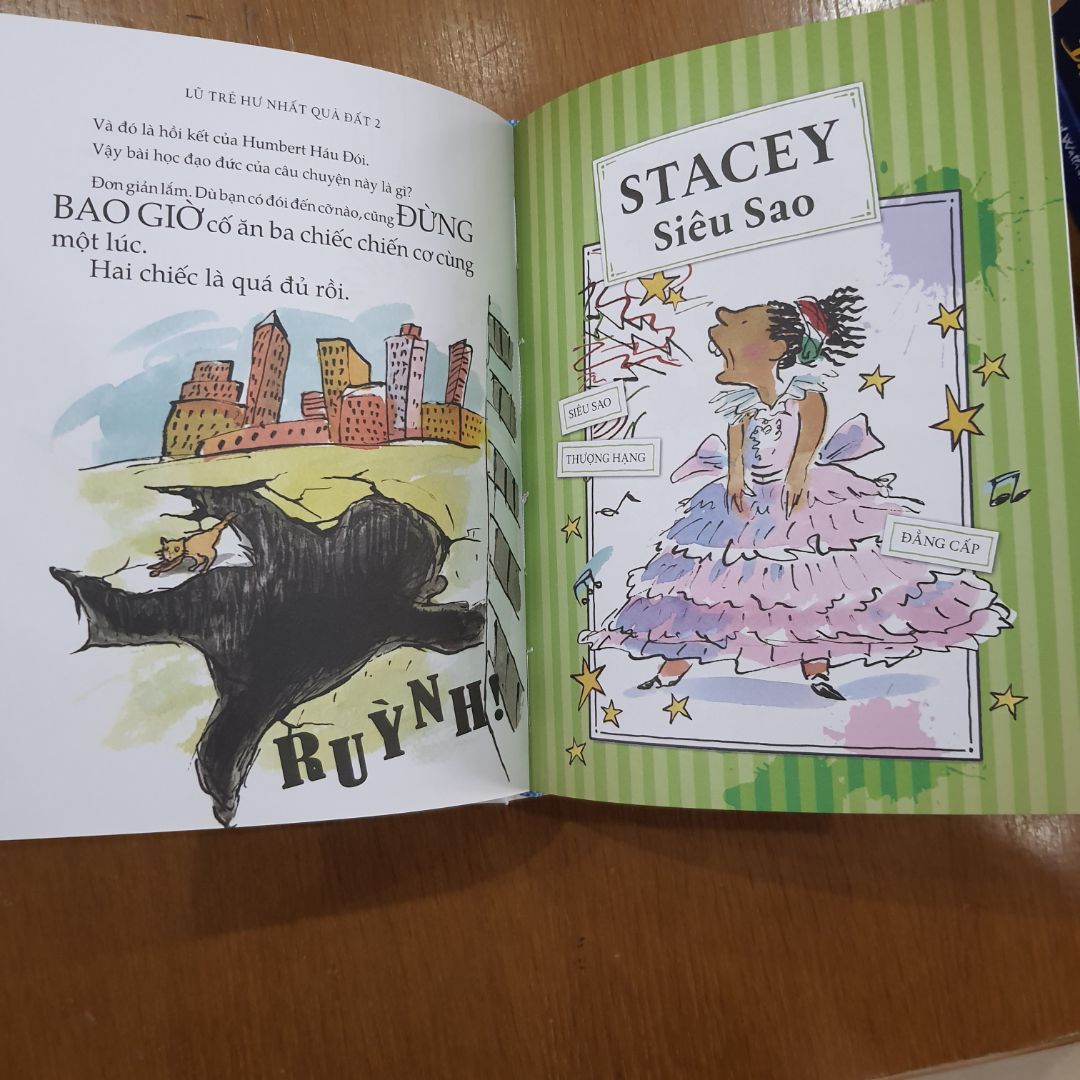 LŨ TRẺ HƯ NHẤT QUẢ ĐẤT 2
Và đó là hồi kết của Humbert Háu Đói.
Vậy bài học đạo đức của câu chuyện này là gì?
Đơn giản lắm. Dù bạn có đói đến cỡ nào, cũng ĐỪNG
BAO GIỜ cố ăn ba chiếc chiến cơ cùng
một lúc.
Hai chiếc là quá đủ rồi.
RUỲNH!
STACEY
Siêu Sao
SIÊU SAO
THƯỢNG HẠNG
ĐẲNG CẤP